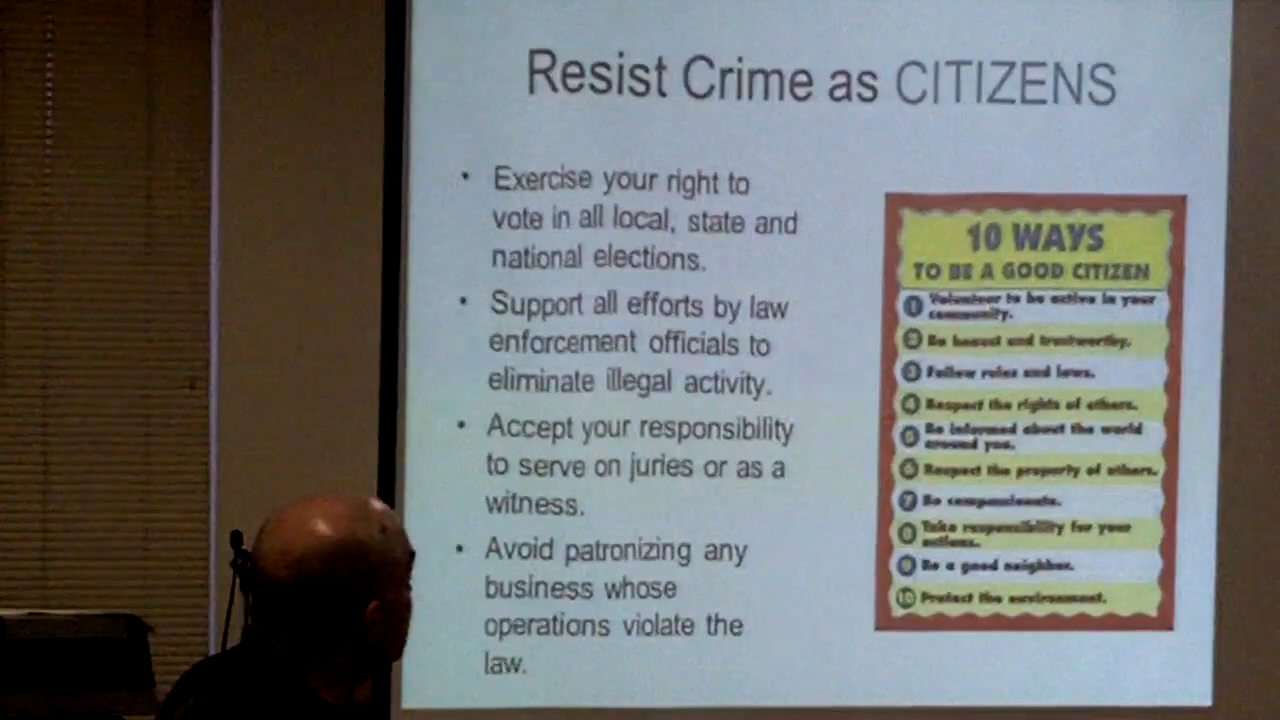 Resist Crime as CITIZENS
• Exercise your right to
vote in all local, state and
national elections.
• Support all efforts by law
enforcement officials to
eliminate illegal activity.
• Accept your responsibility
to serve on juries or as a
witness.
• Avoid patronizing any
business whose
operations violate the
law.
10 WAYS
TO BE A GOOD CITIZEN
1 Volunteer to be active in your
community.
2 Be honest and trustworthy.
3 Follow rules and laws.
4 Respect the rights of others.
5 Be informed about the world
around you.
6 Respect the property of others.
7 Be compassionate.
8 Take responsibility for your
actions.
9 Be a good neighbor.
10 Protect the environment.